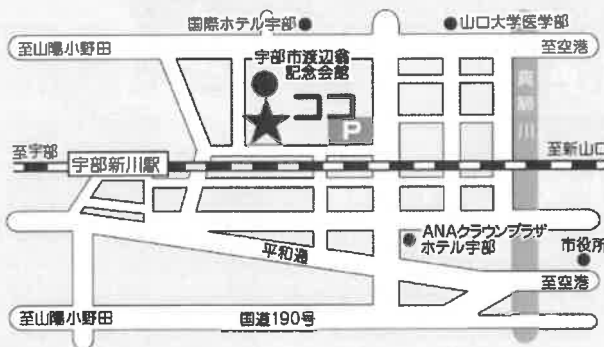 国際ホテル宇部
山口大学医学部
至山陽小野田
至空港
宇部市渡辺翁
記念会館
ココ
P
真締川
至宇部
宇部新川駅
至新山口
ANAクラウンプラザ
ホテル宇部
市役所
平和通
至空港
至山陽小野田
国道190号